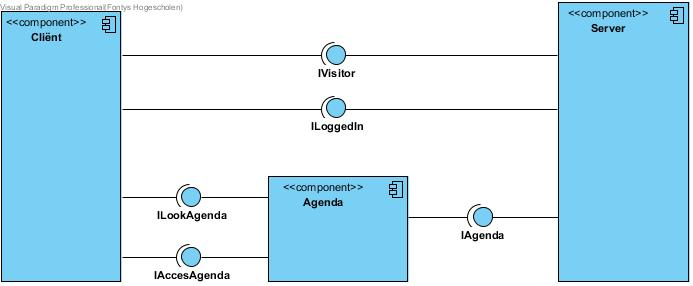 Visual Paradigm Professional(Fontys Hogescholen)
<<component>>
Cliënt
<<component>>
Server
IVisitor
ILoggedIn
<<component>>
Agenda
ILookAgenda
IAgenda
IAccesAgenda